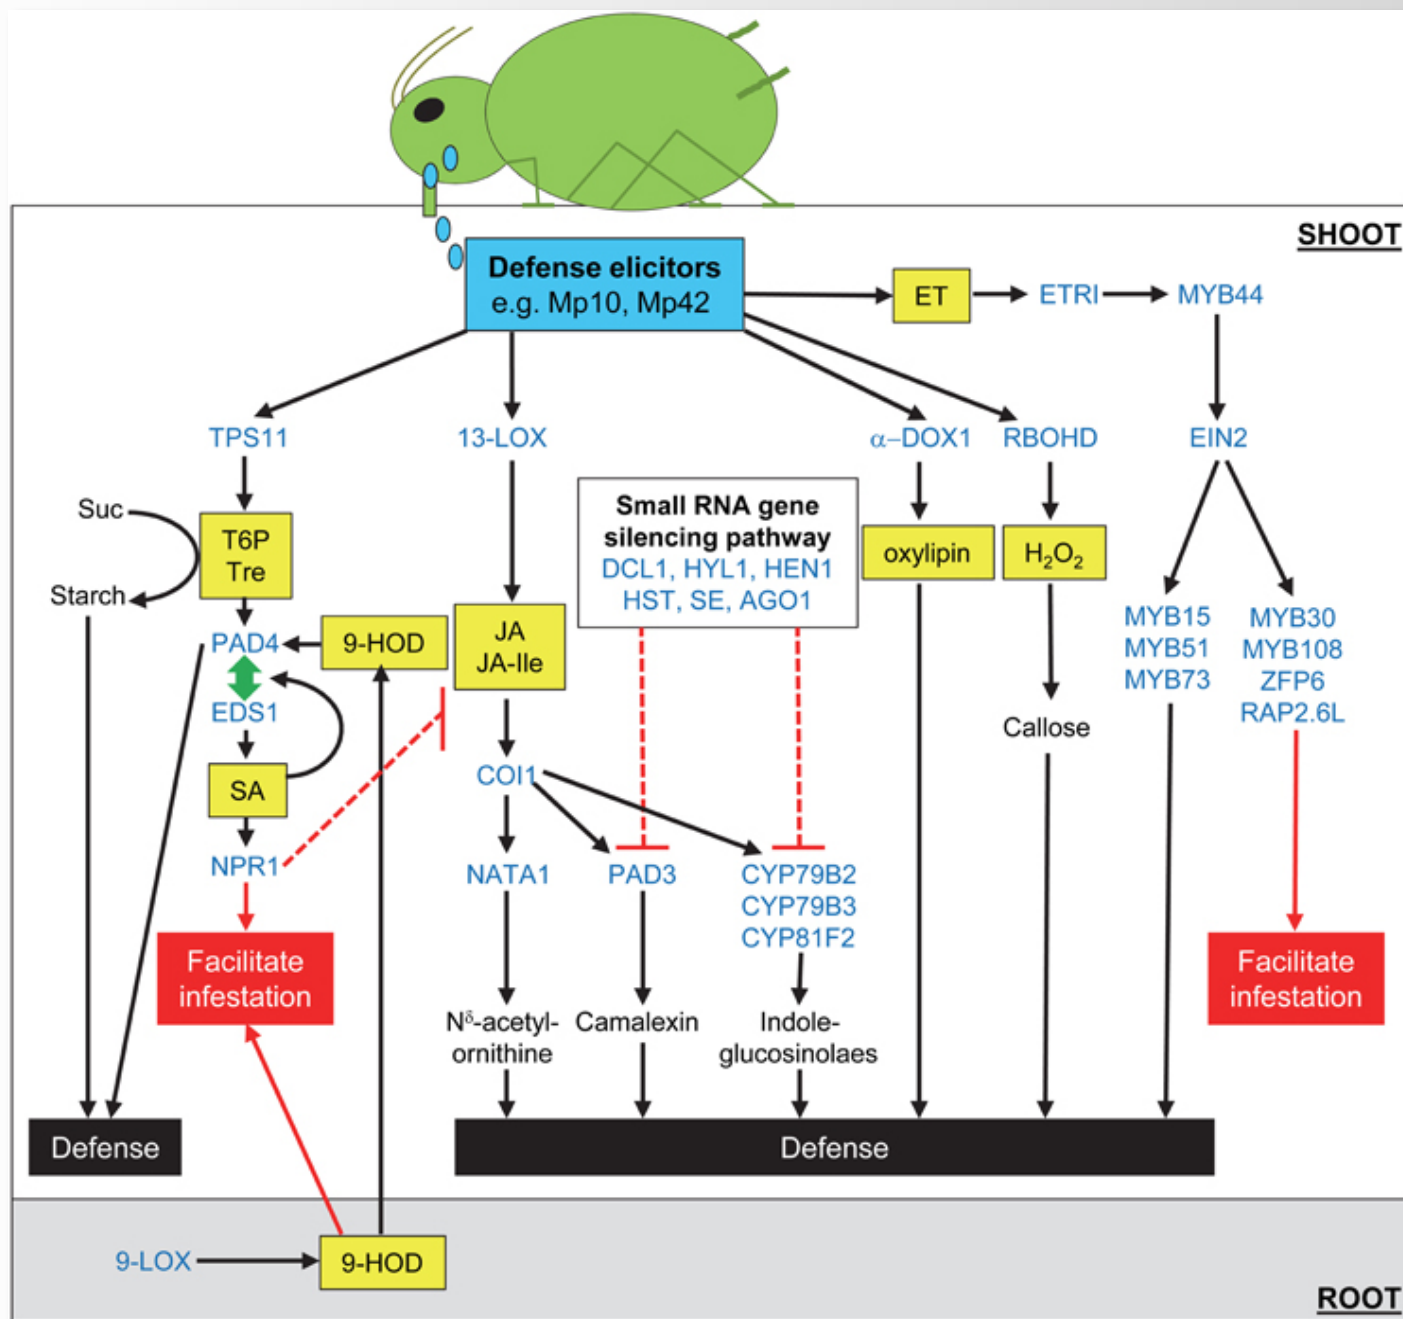 SHOOT
Defense elicitors
e.g. Mp10, Mp42
ET
ETRI
MYB44
TPS11
13-LOX
α–DOX1
RBOHD
EIN2
Suc
Starch
T6P
Tre
Small RNA gene
silencing pathway
DCL1, HYL1, HEN1
HST, SE, AGO1
oxylipin
H₂O₂
PAD4
9-HOD
JA
JA-Ile
MYB15
MYB51
MYB73
MYB30
MYB108
ZFP6
RAP2.6L
EDS1
SA
NPR1
COI1
Callose
NATA1
PAD3
CYP79B2
CYP79B3
CYP81F2
Facilitate
infestation
Facilitate
infestation
Nᵟ-acetyl-
ornithine
Camalexin
Indole-
glucosinolaes
Defense
Defense
9-LOX
9-HOD
ROOT